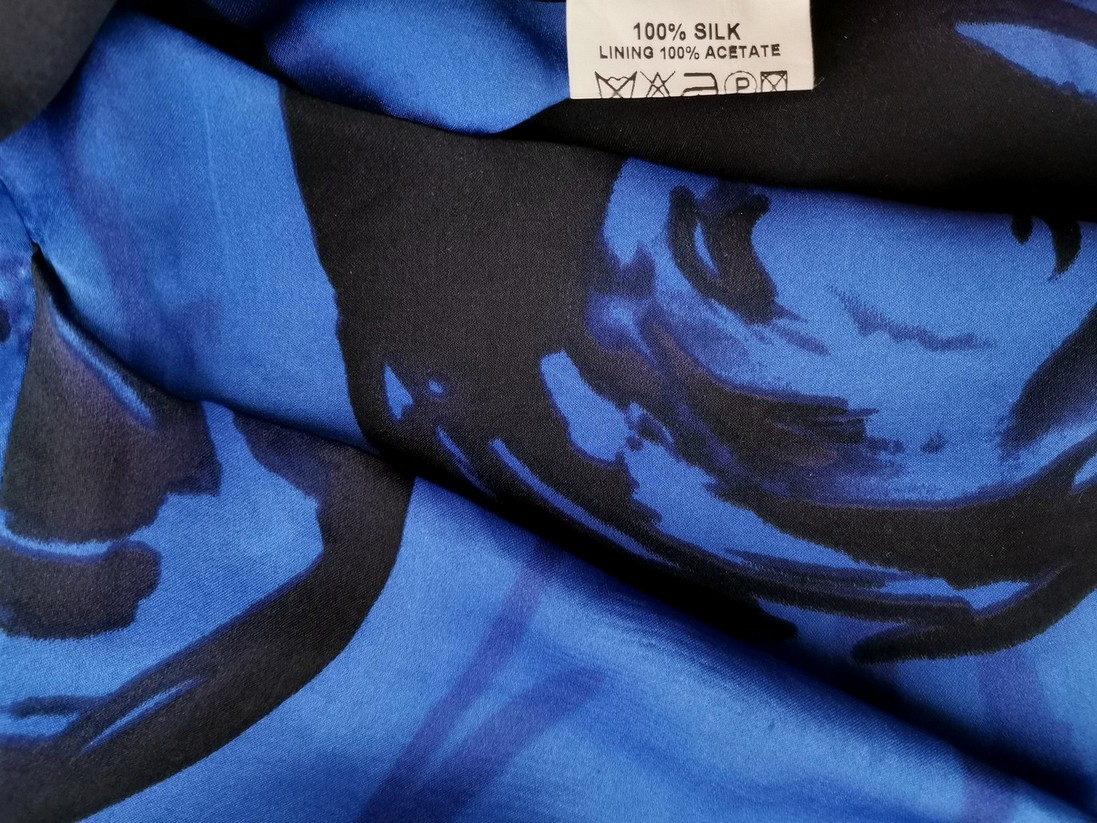 100% SILK
LINING 100% ACETATE
P